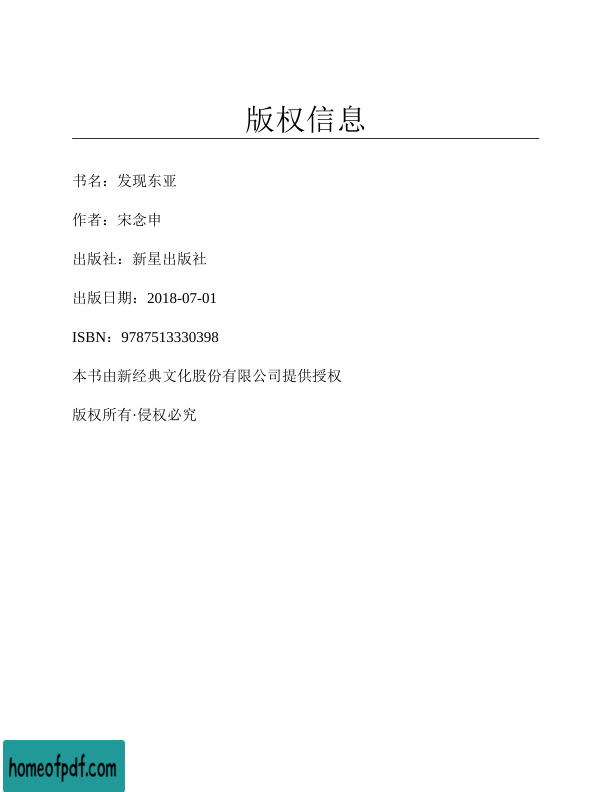 版权信息
书名：发现东亚
作者：宋念申
出版社：新星出版社
出版日期：2018-07-01
ISBN：9787513330398
本书由新经典文化股份有限公司提供授权
版权所有·侵权必究
homeofpdf.com